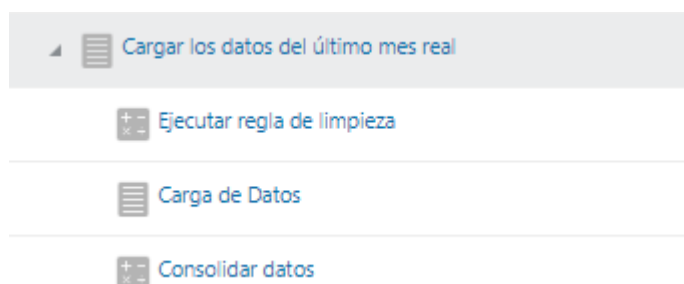 Cargar los datos del último mes real
Ejecutar regla de limpieza
Carga de Datos
Consolidar datos